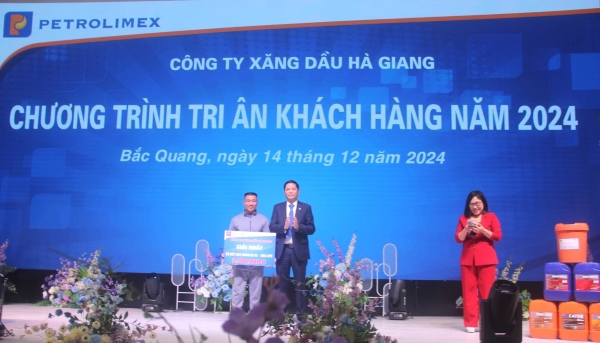 PETROLIMEX
CÔNG TY XĂNG DẦU HÀ GIANG
CHƯƠNG TRÌNH TRI ÂN KHÁCH HÀNG NĂM 2024
Bắc Quang, ngày 14 tháng 12 năm 2024
GIẢI NHẤT